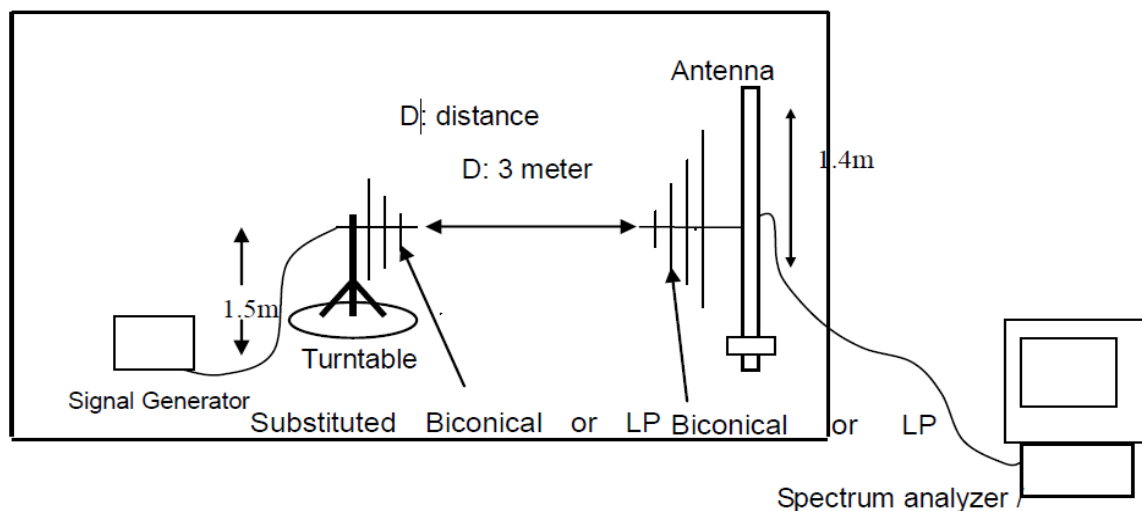 Antenna
D: distance
D: 3 meter
1.4m
1.5m
Turntable
Signal Generator
Substituted Biconical or LP Biconical or LP
Spectrum analyzer /